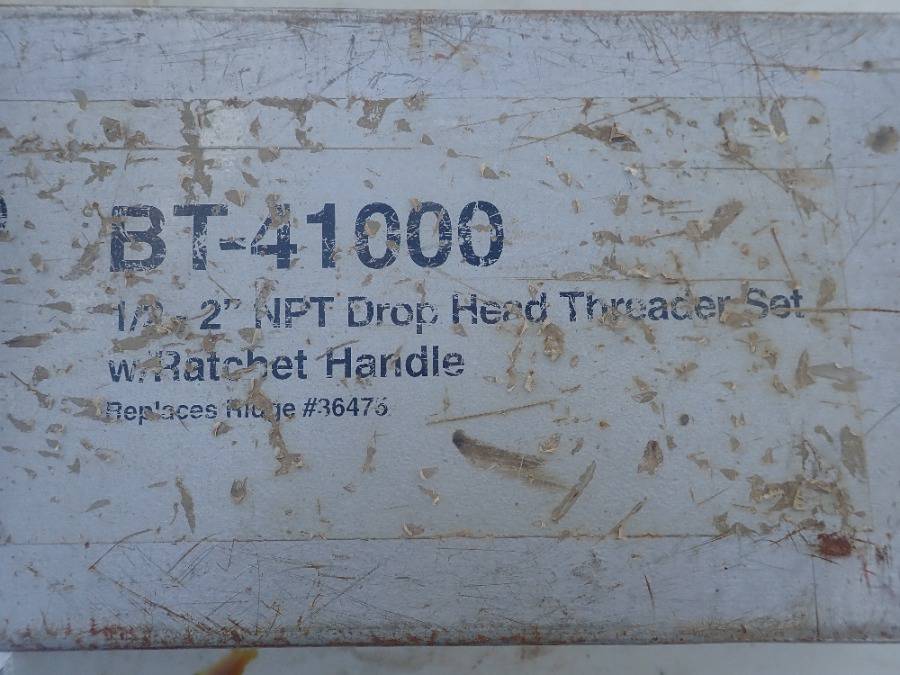 BT-41000
1/2 - 2" NPT Drop Head Threader Set
w/Ratchet Handle
Replaces Ridge #36475